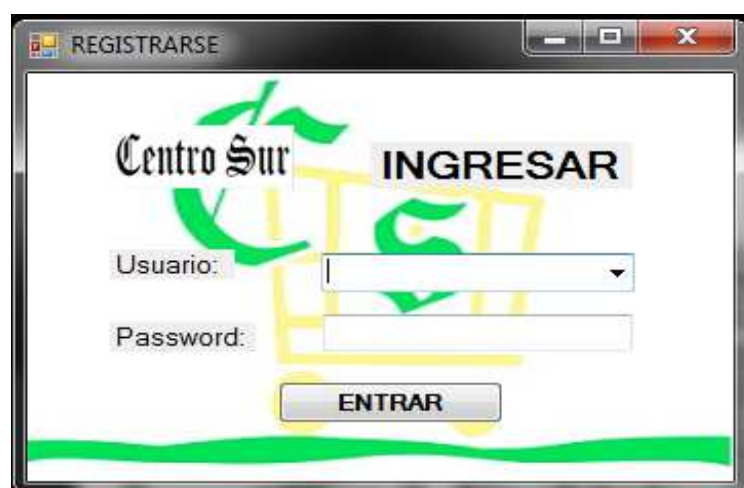 REGISTRARSE
Centro Sur
INGRESAR
Usuario:
Password:
ENTRAR